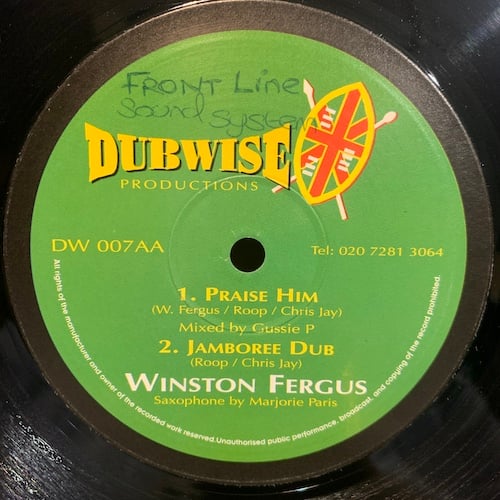 FRONT Line
Sound system
DUBWISE
PRODUCTIONS
DW 007AA
Tel: 020 7281 3064
1. PRAISE HIM
(W. Fergus / Roop / Chris Jay)
Mixed by Gussie P
2. JAMBOREE DUB
(Roop / Chris Jay)
WINSTON FERGUS
Saxophone by Marjorie Paris
All rights of the manufacturer and owner of the recorded work reserved.Unauthorised public performance, broadcast, and copying of the record prohibited.